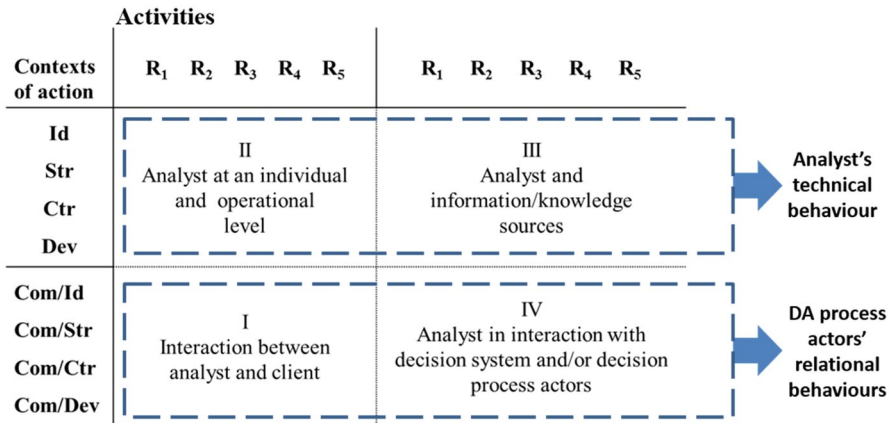 Activities
Contexts
of action
R1 R2 R3 R4 R5
R1 R2 R3 R4 R5
Id
Str
Ctr
Dev
II
Analyst at an individual
and operational
level
III
Analyst and
information/knowledge
sources
Analyst's
technical
behaviour
Com/Id
Com/Str
Com/Ctr
Com/Dev
I
Interaction between
analyst and client
IV
Analyst in interaction with
decision system and/or decision
process actors
DA process
actors'
relational
behaviours